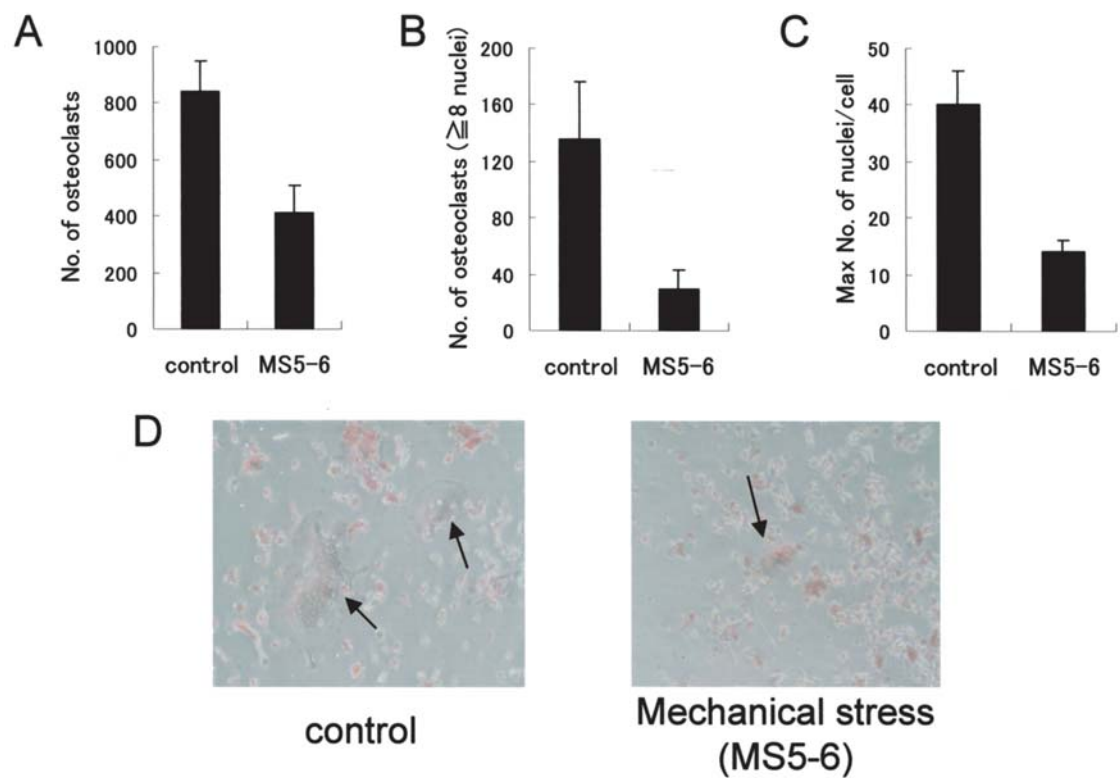 A
No. of osteoclasts
1000
800
600
400
200
0
control MS5-6
B
No. of osteoclasts (≧8 nuclei)
200
160
120
80
40
0
control MS5-6
C
Max No. of nuclei/cell
50
40
30
20
10
0
control MS5-6
D
control
Mechanical stress
(MS5-6)